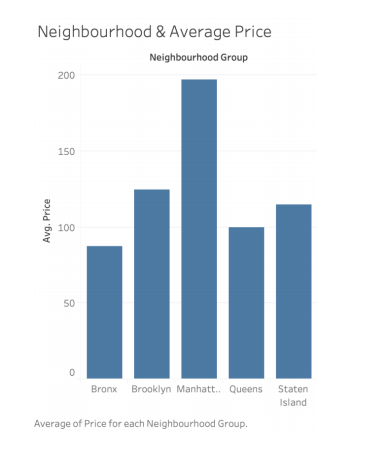 Neighbourhood & Average Price
Neighbourhood Group
200
150
100
50
0
Avg. Price
Bronx Brooklyn Manhatt.. Queens Staten
Island
Average of Price for each Neighbourhood Group.